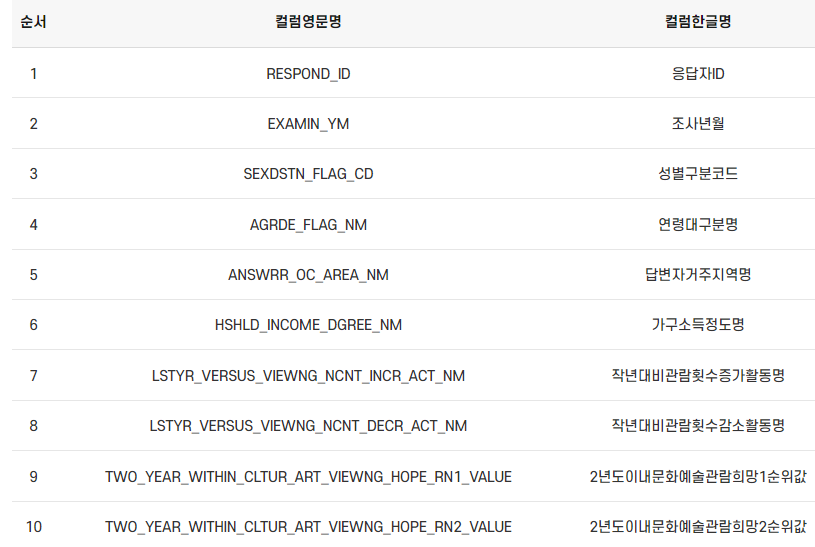 순서 컬럼영문명 컬럼한글명
1 RESPOND_ID 응답자ID
2 EXAMIN_YM 조사년월
3 SEXDSTN_FLAG_CD 성별구분코드
4 AGRDE_FLAG_NM 연령대구분명
5 ANSWRR_OC_AREA_NM 답변자거주지역명
6 HSHLD_INCOME_DGREE_NM 가구소득정도명
7 LSTYR_VERSUS_VIEWNG_NCNT_INCR_ACT_NM 작년대비관람횟수증가활동명
8 LSTYR_VERSUS_VIEWNG_NCNT_DECR_ACT_NM 작년대비관람횟수감소활동명
9 TWO_YEAR_WITHIN_CLTUR_ART_VIEWNG_HOPE_RN1_VALUE 2년도이내문화예술관람희망1순위값
10 TWO_YEAR_WITHIN_CLTUR_ART_VIEWNG_HOPE_RN2_VALUE 2년도이내문화예술관람희망2순위값